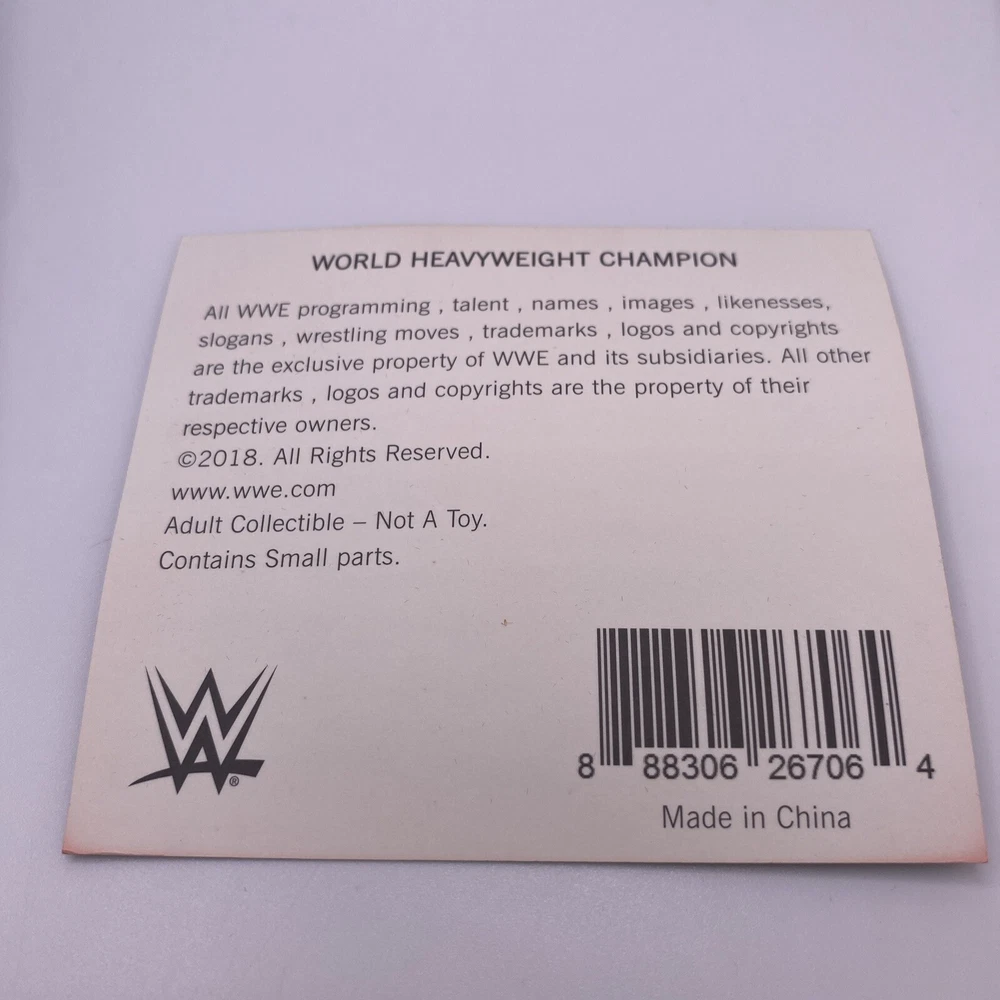 WORLD HEAVYWEIGHT CHAMPION
All WWE programming , talent , names , images , likenesses,
slogans , wrestling moves , trademarks , logos and copyrights
are the exclusive property of WWE and its subsidiaries. All other
trademarks , logos and copyrights are the property of their
respective owners.
©2018. All Rights Reserved.
www.wwe.com
Adult Collectible – Not A Toy.
Contains Small parts.
W ®
8 88306 26706 4
Made in China